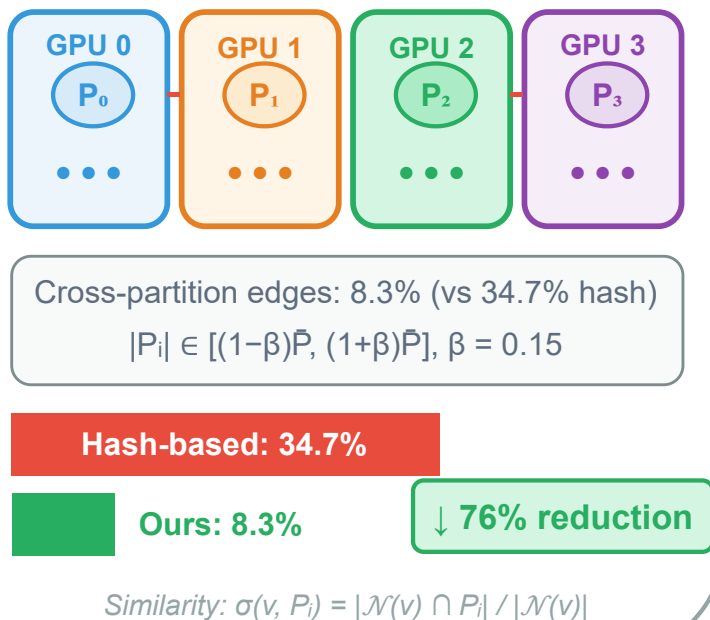 GPU 0 GPU 1 GPU 2 GPU 3
P₀ P₁ P₂ P₃
Cross-partition edges: 8.3% (vs 34.7% hash)
|Pᵢ| ∈ [(1−β)P̄, (1+β)P̄], β = 0.15
Hash-based: 34.7%
Ours: 8.3%
↓ 76% reduction
Similarity: σ(v, Pᵢ) = |𝒩(v) ∩ Pᵢ| / |𝒩(v)|